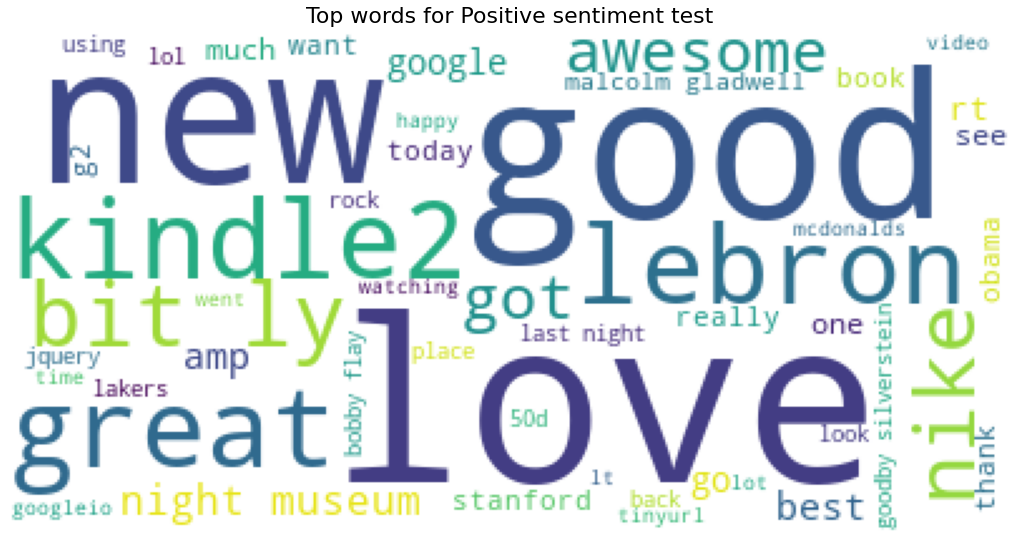 Top words for Positive sentiment test
using
lol
much
want
google
awesome
video
malcolm gladwell
book
new
good
rt
happy
see
g2
today
rock
kindle2
lebron
mcdonalds
obama
bit ly
went
watching
got
really
one
last night
jquery
amp
place
nike
time
lakers
bobby flay
love
goodby silverstein
great
50d
look
thank
lt
go
lot
googleio
night museum
stanford
back
tinyurl
best